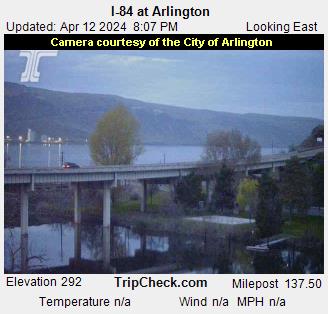 I-84 at Arlington
Updated: Apr 12 2024 8:07 PM Looking East
Camera courtesy of the City of Arlington
Elevation 292 TripCheck.com Milepost 137.50
Temperature n/a Wind n/a MPH n/a